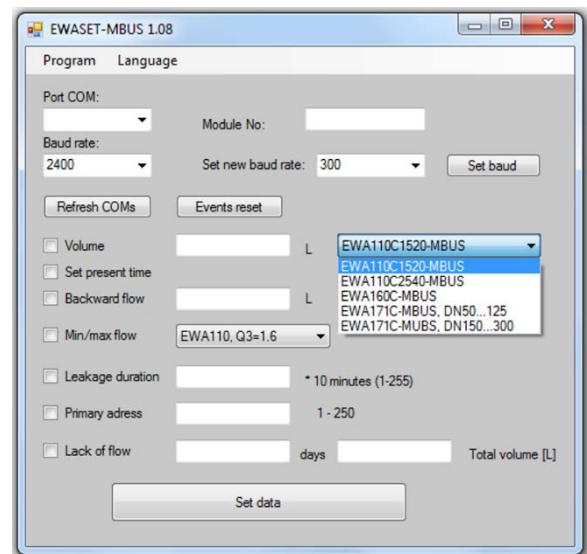 EWASET-MBUS 1.08
Program Language
Port COM:
Module No:
Baud rate:
2400 Set new baud rate: 300 Set baud
Refresh COMs Events reset
Volume L EWA110C1520-MBUS
EWA110C1520-MBUS
Set present time
EWA110C2540-MBUS
Backward flow L EWA160C-MBUS
EWA171C-MBUS, DN50...125
EWA171C-MUBS, DN150...300
Min/max flow EWA110, Q3=1.6
Leakage duration * 10 minutes (1-255)
Primary adress 1 - 250
Lack of flow days Total volume [L]
Set data